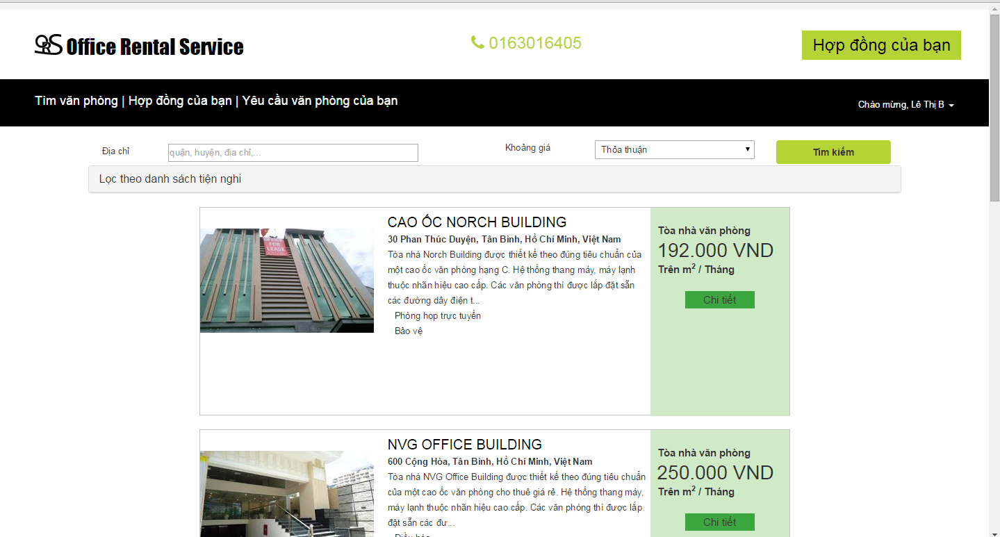 ORS Office Rental Service
0163016405
Hợp đồng của bạn
Tìm văn phòng | Hợp đồng của bạn | Yêu cầu văn phòng của bạn
Chào mừng, Lê Thị B
Địa chỉ
quận, huyện, địa chỉ,...
Khoảng giá
Thỏa thuận
Tìm kiếm
Lọc theo danh sách tiện nghi
OFFICE
FOR
LEASE
CAO ỐC NORCH BUILDING
30 Phan Thúc Duyện, Tân Bình, Hồ Chí Minh, Việt Nam
Tòa nhà Norch Building được thiết kế theo đúng tiêu chuẩn của
một cao ốc văn phòng hạng C. Hệ thống thang máy, máy lạnh
thuộc nhãn hiệu cao cấp. Các văn phòng thì được lắp đặt sẵn
các đường dây điện t...
Phòng họp trực tuyến
Bảo vệ
Tòa nhà văn phòng
192.000 VND
Trên m² / Tháng
Chi tiết
NVG OFFICE BUILDING
600 Cộng Hòa, Tân Bình, Hồ Chí Minh, Việt Nam
Tòa nhà NVG Office Building được thiết kế theo đúng tiêu chuẩn
của một cao ốc văn phòng cho thuê giá rẻ. Hệ thống thang máy,
máy lạnh thuộc nhãn hiệu cao cấp. Các văn phòng thì được lắp
đặt sẵn các đư...
Điều hòa
Tòa nhà văn phòng
250.000 VND
Trên m² / Tháng
Chi tiết